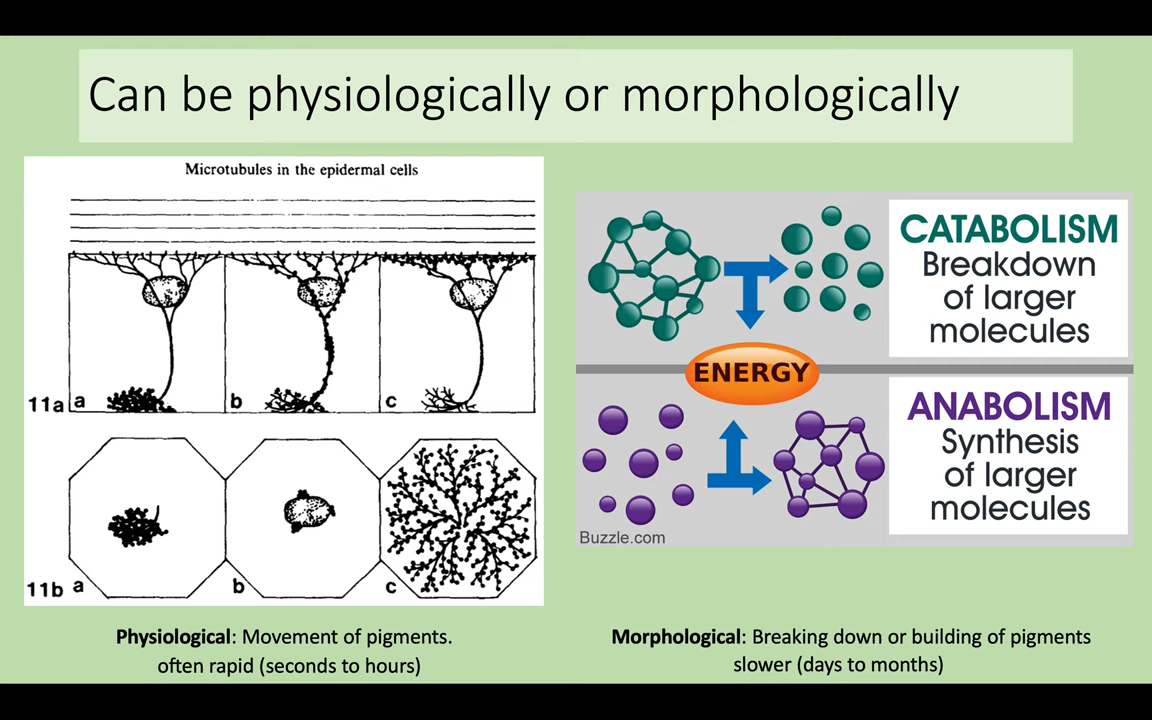 Can be physiologically or morphologically
Microtubules in the epidermal cells
11a a b c
11b a b c
CATABOLISM
Breakdown
of larger
molecules
ENERGY
ANABOLISM
Synthesis
of larger
molecules
Buzzle.com
Physiological: Movement of pigments.
often rapid (seconds to hours)
Morphological: Breaking down or building of pigments
slower (days to months)